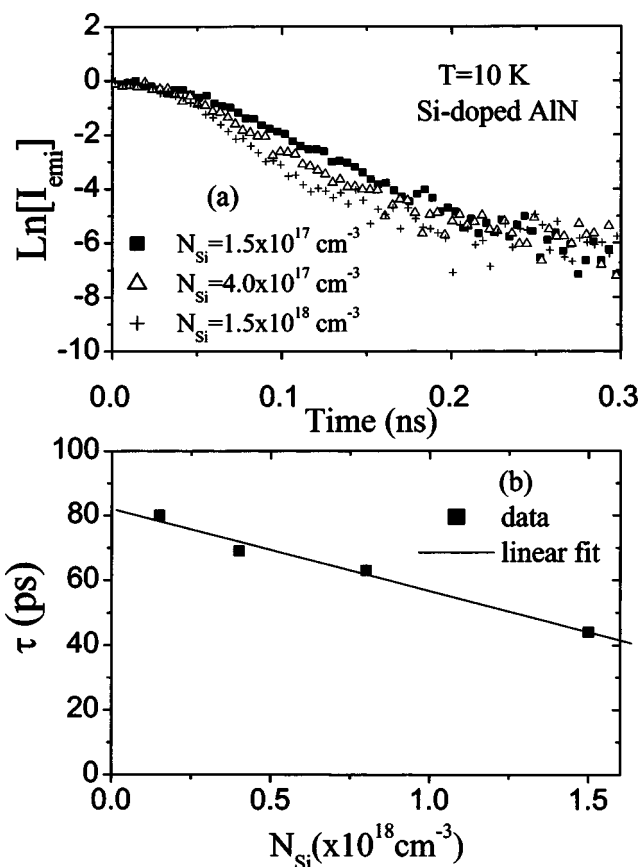 2
0
-2
-4
-6
-8
-10
Ln[I_emi]
T=10 K
Si-doped AlN
(a)
■ N_Si=1.5x10^17 cm^-3
△ N_Si=4.0x10^17 cm^-3
+ N_Si=1.5x10^18 cm^-3
0.0 0.1 0.2 0.3
Time (ns)
100
80
60
40
20
0
τ (ps)
(b)
■ data
linear fit
0.0 0.5 1.0 1.5
N_Si(x10^18cm^-3)